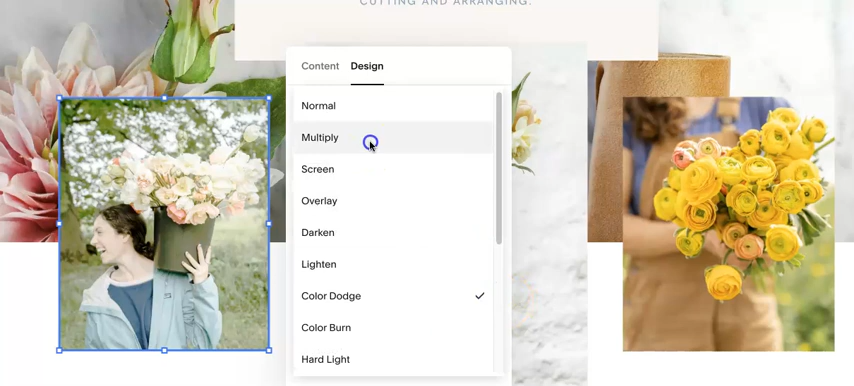 CUTTING AND ARRANGING.
Content Design
Normal
Multiply
Screen
Overlay
Darken
Lighten
Color Dodge
Color Burn
Hard Light